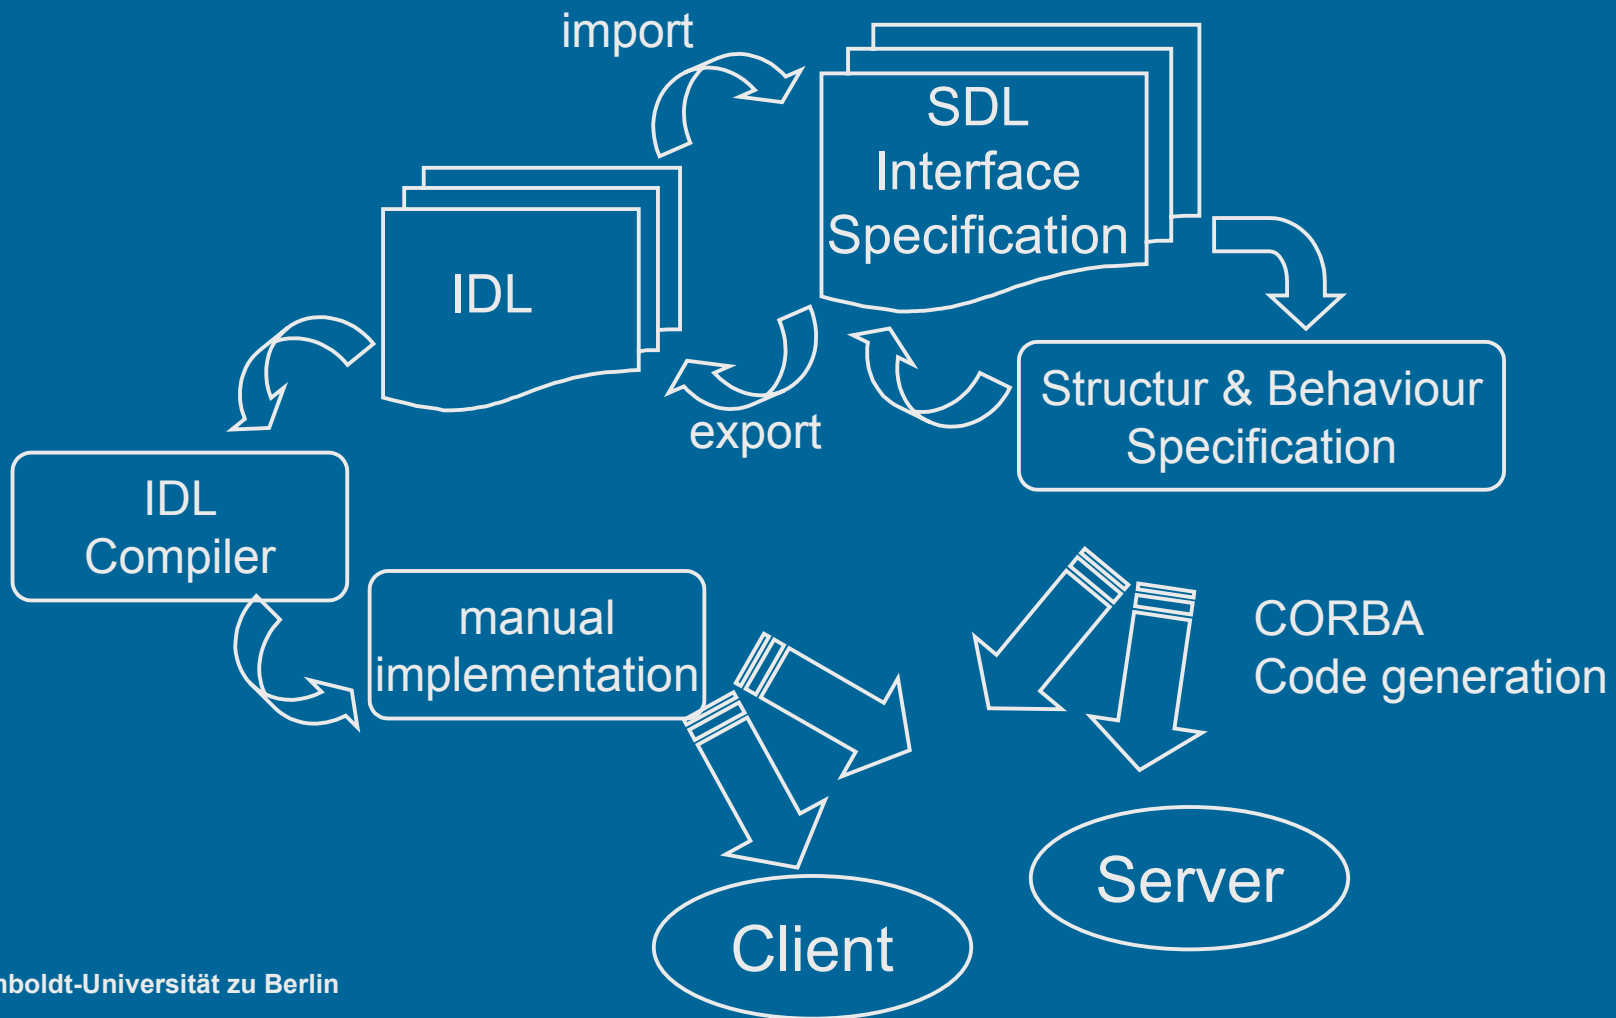 import
SDL
Interface
Specification
IDL
export
Structur & Behaviour
Specification
IDL
Compiler
manual
implementation
CORBA
Code generation
Server
Client
mboldt-Universität zu Berlin